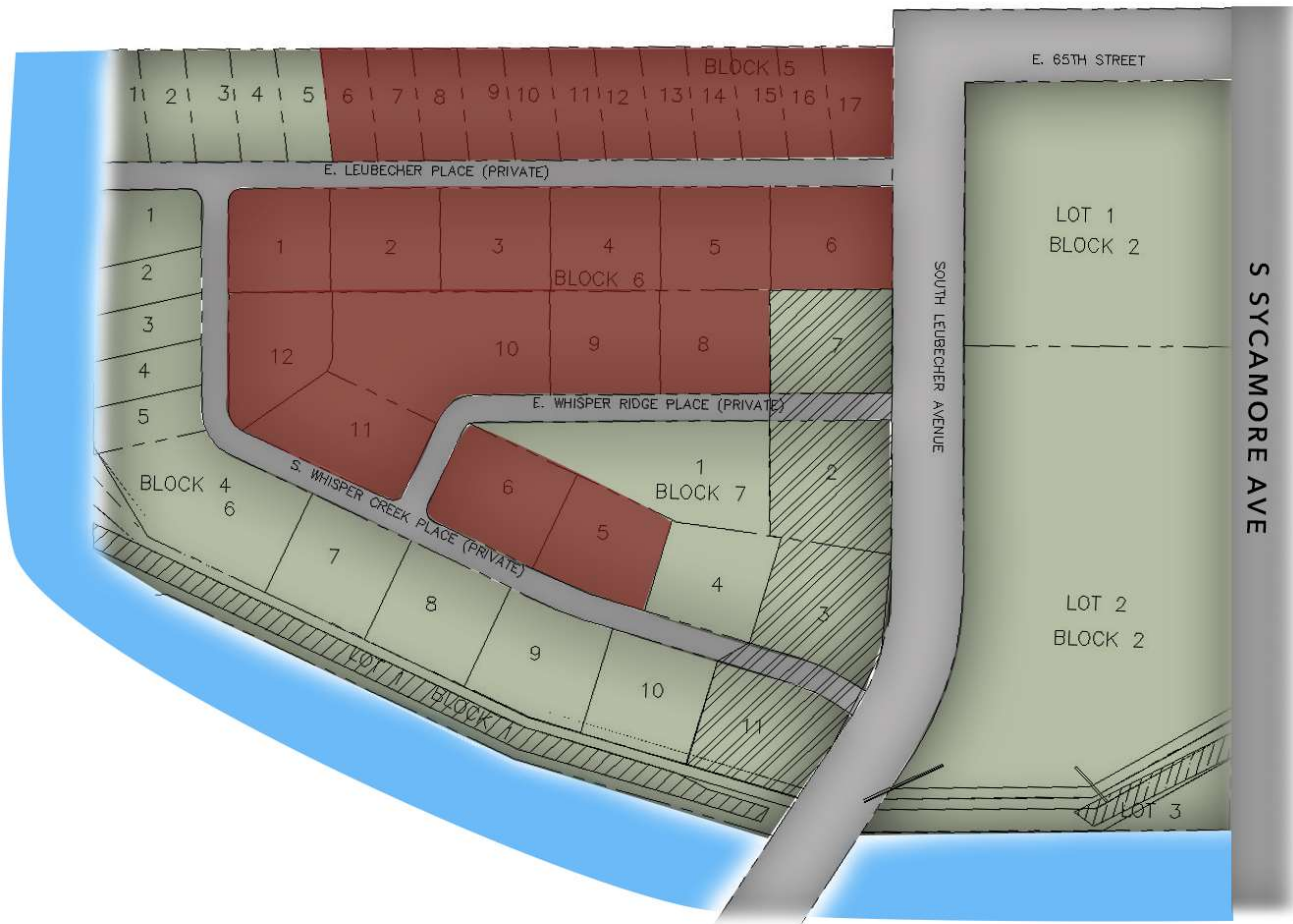 BLOCK 5
E. 65TH STREET
1 2 3 4 5 6 7 8 9 10 11 12 13 14 15 16 17
E. LEUBECHER PLACE (PRIVATE)
1
2
3
4
5
BLOCK 4
6
7
8
9
10
11
1 2 3 4 5 6
BLOCK 6
12 10 9 8 7
11
E. WHISPER RIDGE PLACE (PRIVATE)
S. WHISPER CREEK PLACE (PRIVATE)
1
BLOCK 7
2
6
5
4
3
LOT 1
BLOCK 2
LOT 2
BLOCK 2
LOT 3
SOUTH LEUBECHER AVENUE
S SYCAMORE AVE
LOT
BLOCK